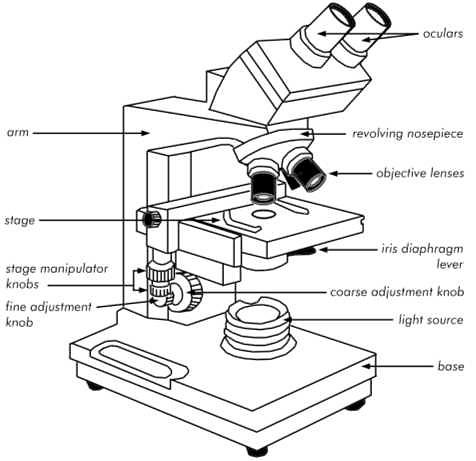 oculars
arm
revolving nosepiece
objective lenses
stage
iris diaphragm
lever
stage manipulator
knobs
coarse adjustment knob
fine adjustment
knob
light source
base